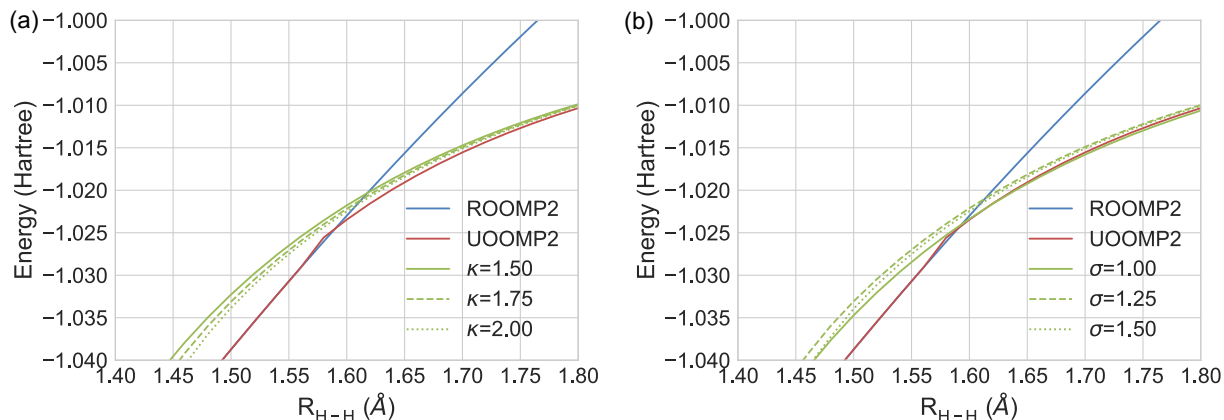 (a)
−1.000
−1.005
−1.010
−1.015
−1.020
−1.025
−1.030
−1.035
−1.040
Energy (Hartree)
ROOMP2
UOOMP2
κ=1.50
κ=1.75
κ=2.00
1.40 1.45 1.50 1.55 1.60 1.65 1.70 1.75 1.80
R_{H−H} (Å)
(b)
−1.000
−1.005
−1.010
−1.015
−1.020
−1.025
−1.030
−1.035
−1.040
Energy (Hartree)
ROOMP2
UOOMP2
σ=1.00
σ=1.25
σ=1.50
1.40 1.45 1.50 1.55 1.60 1.65 1.70 1.75 1.80
R_{H−H} (Å)